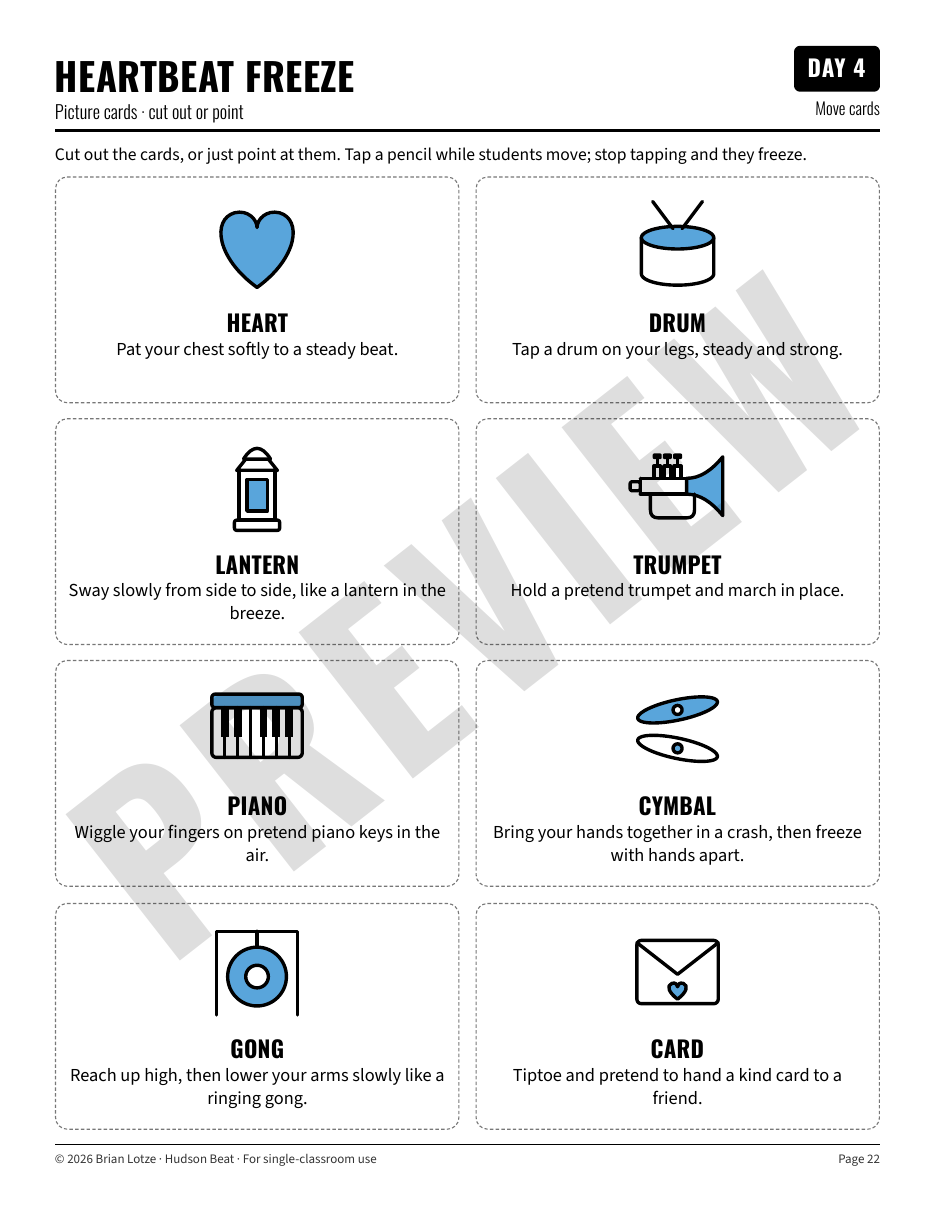 HEARTBEAT FREEZE
DAY 4
Picture cards · cut out or point
Move cards
Cut out the cards, or just point at them. Tap a pencil while students move; stop tapping and they freeze.
HEART
Pat your chest softly to a steady beat.
DRUM
Tap a drum on your legs, steady and strong.
LANTERN
Sway slowly from side to side, like a lantern in the
breeze.
TRUMPET
Hold a pretend trumpet and march in place.
PIANO
Wiggle your fingers on pretend piano keys in the
air.
CYMBAL
Bring your hands together in a crash, then freeze
with hands apart.
GONG
Reach up high, then lower your arms slowly like a
ringing gong.
CARD
Tiptoe and pretend to hand a kind card to a
friend.
PREVIEW
© 2026 Brian Lotze · Hudson Beat · For single-classroom use
Page 22